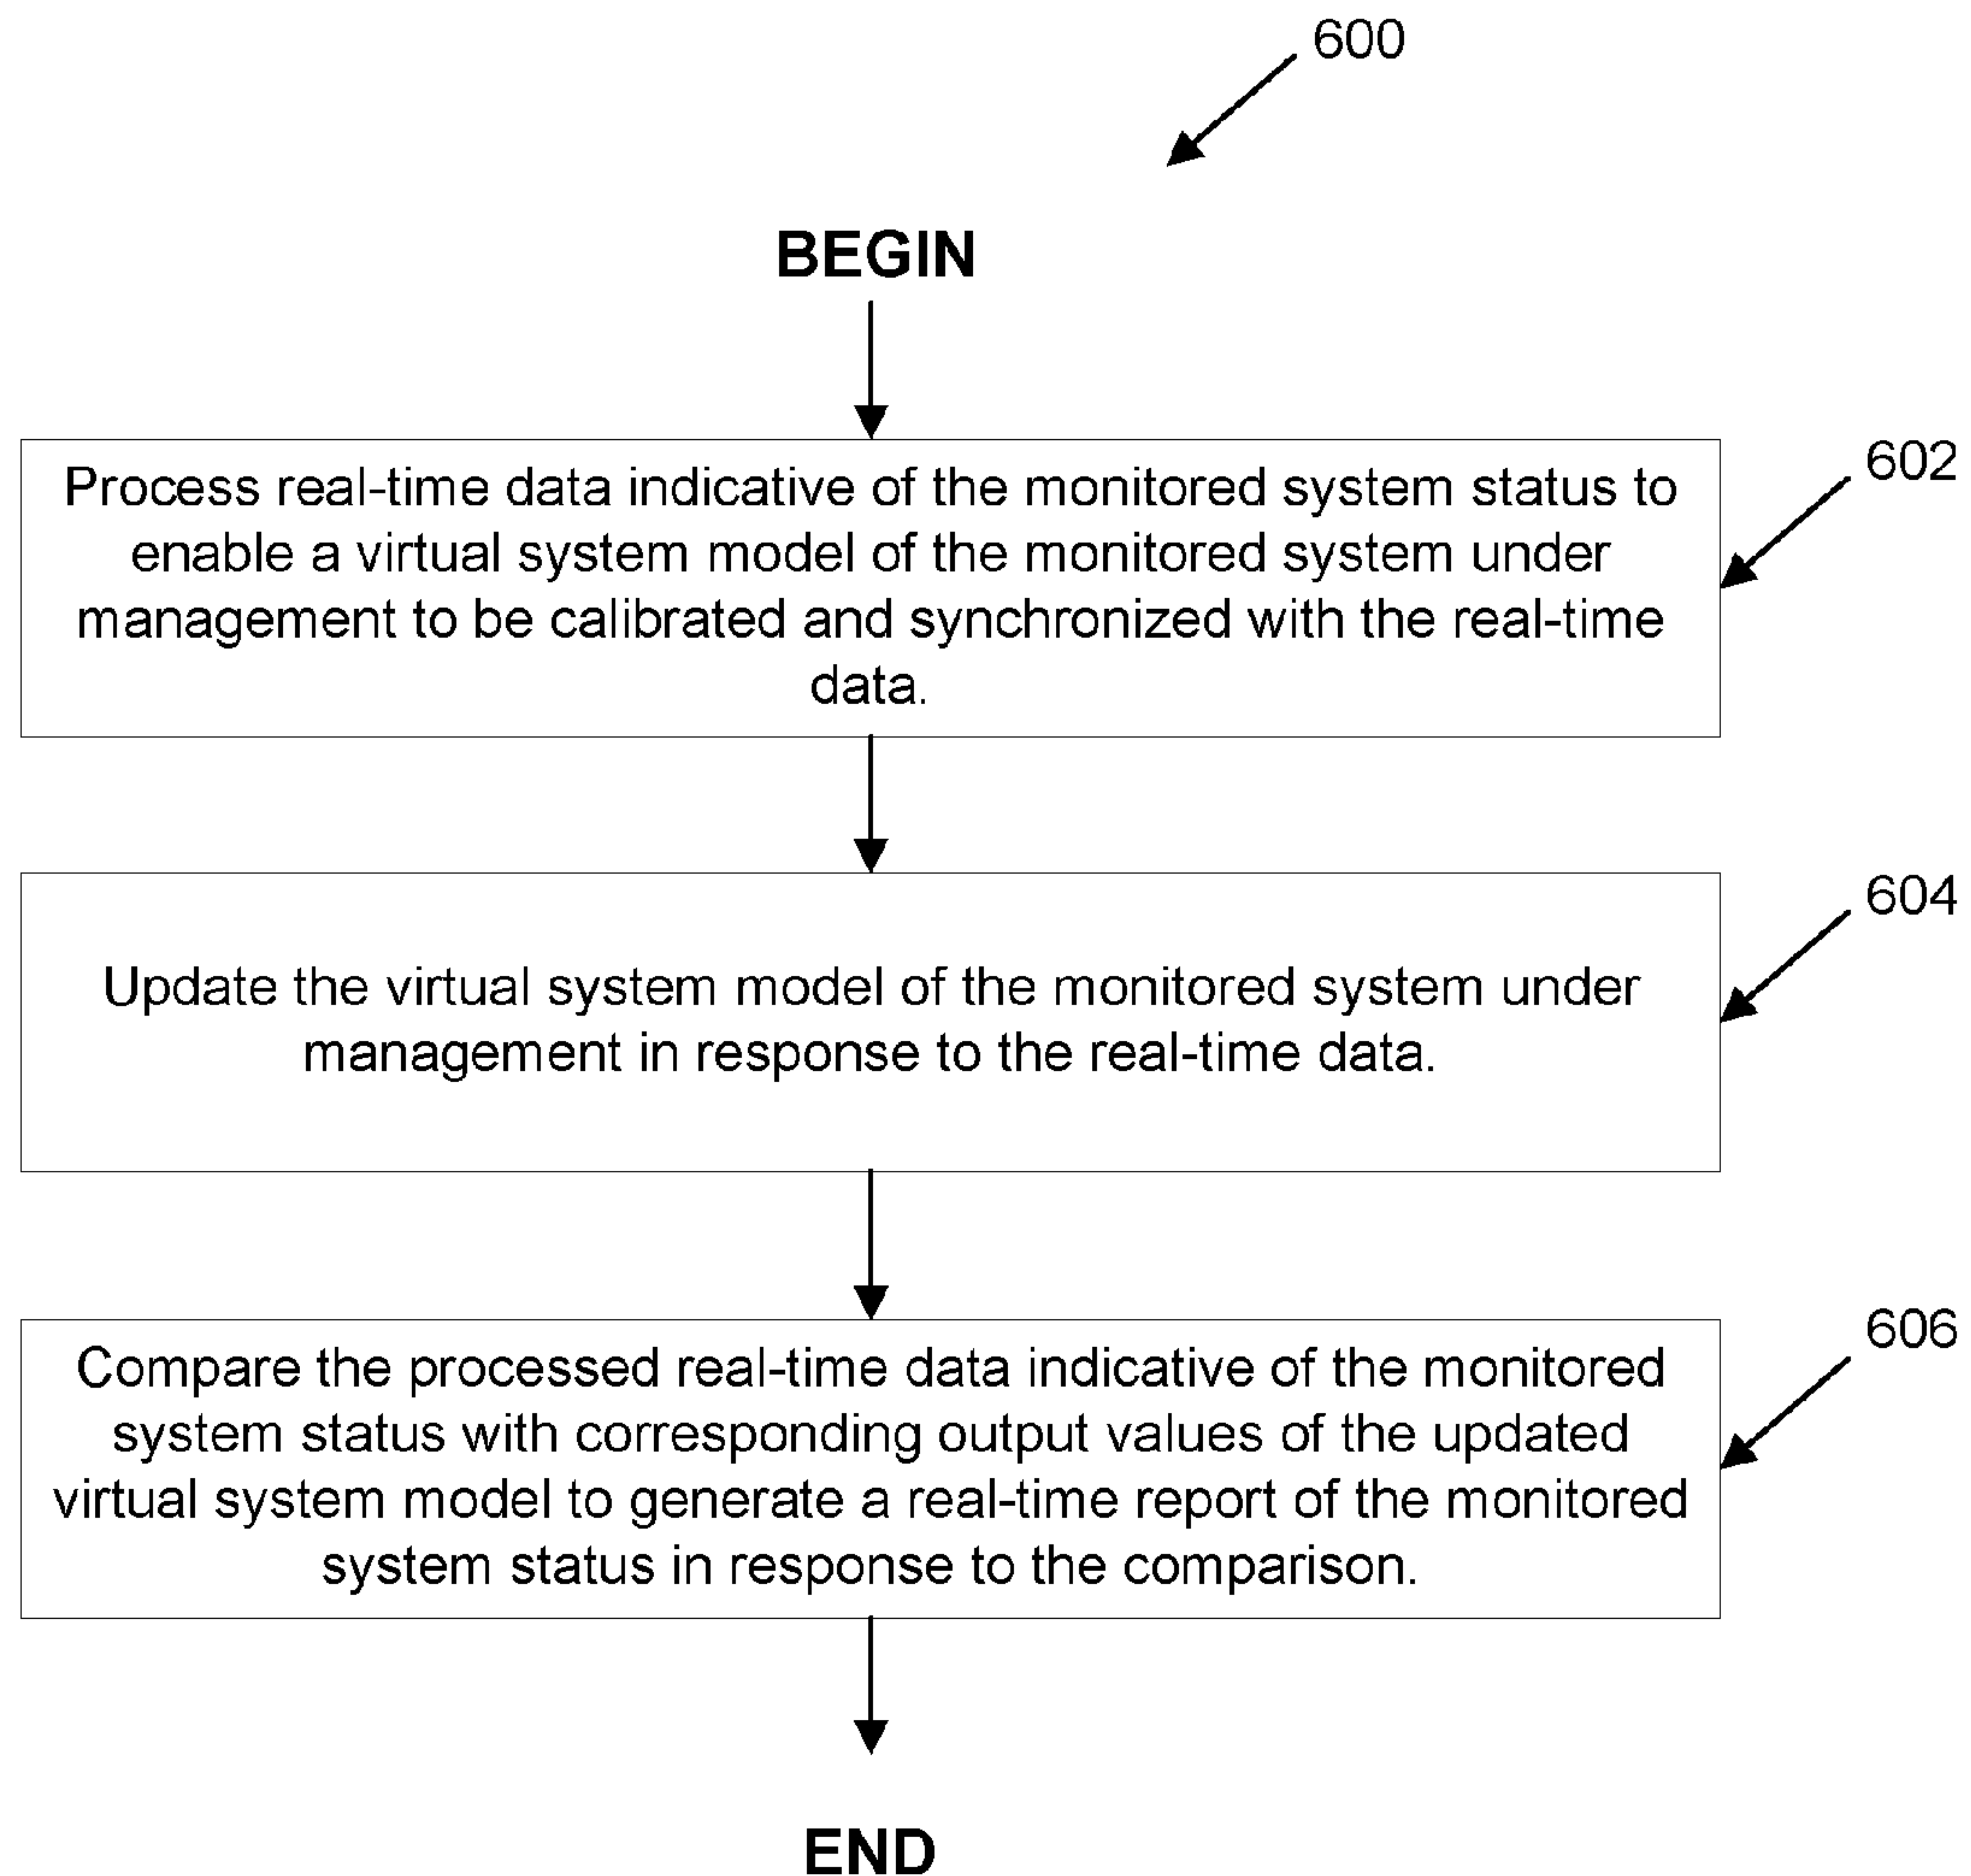 600
BEGIN
602
Process real-time data indicative of the monitored system status to
enable a virtual system model of the monitored system under
management to be calibrated and synchronized with the real-time
data.
604
Update the virtual system model of the monitored system under
management in response to the real-time data.
606
Compare the processed real-time data indicative of the monitored
system status with corresponding output values of the updated
virtual system model to generate a real-time report of the monitored
system status in response to the comparison.
END